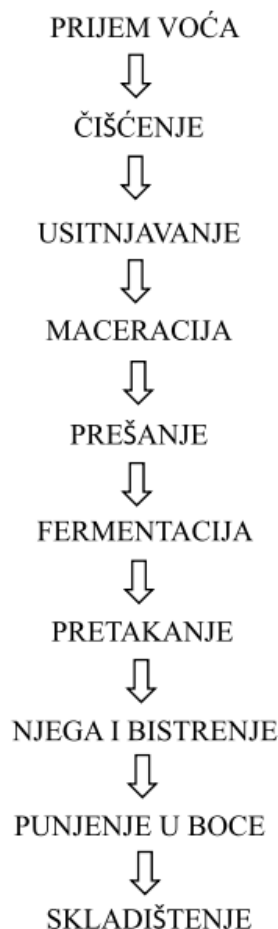 PRIJEM VOĆA
ČIŠĆENJE
USITNJAVANJE
MACERACIJA
PREŠANJE
FERMENTACIJA
PRETAKANJE
NJEGA I BISTRENJE
PUNJENJE U BOCE
SKLADIŠTENJE